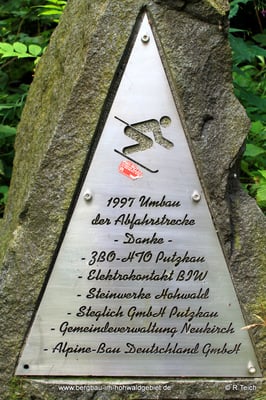 1997 Umbau
der Abfahrstrecke
- Danke -
- ZBO-HTO Putzkau
- Elektrokontakt BIW
- Steinwerke Hohwald
- Steglich GmbH Putzkau
- Gemeindeverwaltung Neukirch
- Alpine-Bau Deutschland GmbH
www.bergbau-im-hohwaldgebiet.de © R Teich